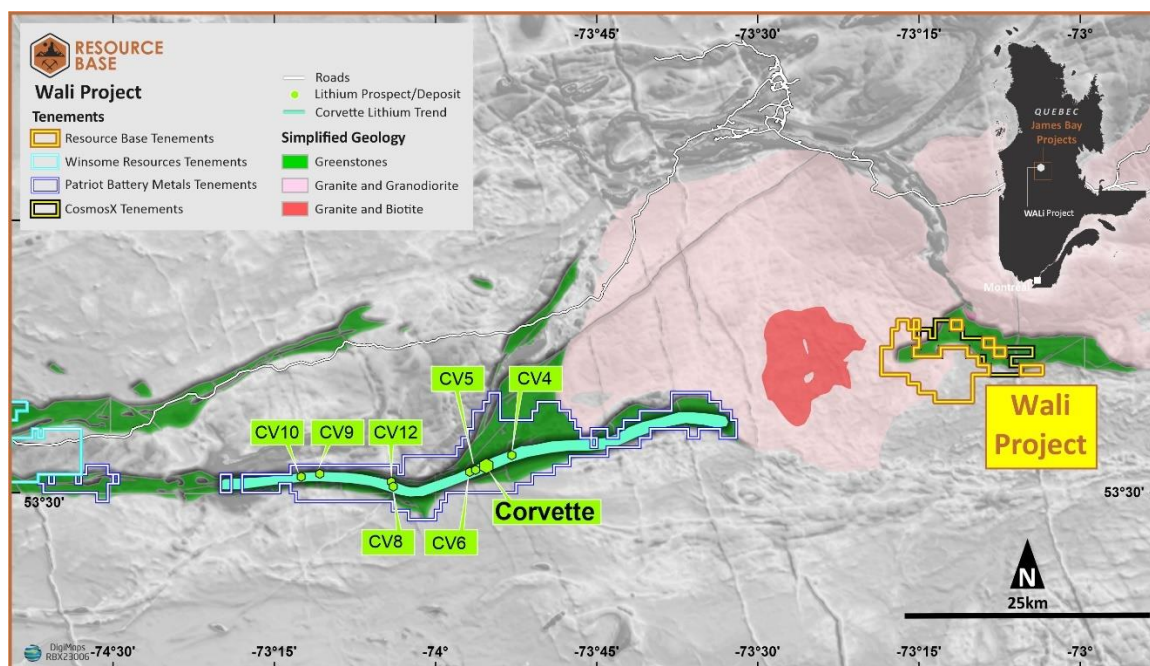 RESOURCE
BASE
Wali Project
Tenements
Resource Base Tenements
Winsome Resources Tenements
Patriot Battery Metals Tenements
CosmosX Tenements
Roads
Lithium Prospect/Deposit
Corvette Lithium Trend
Simplified Geology
Greenstones
Granite and Granodiorite
Granite and Biotite
-73°45'
-73°30'
-73°15'
-73°
QUEBEC
James Bay
Projects
WALi Project
Montreal
CV5
CV4
CV10
CV9
CV12
CV8
CV6
Corvette
Wali
Project
53°30'
53°30'
N
25km
DigiMaps
RBX23006
-74°30'
-73°15'
-74°
-73°45'
-73°30'
-73°15'
-73°